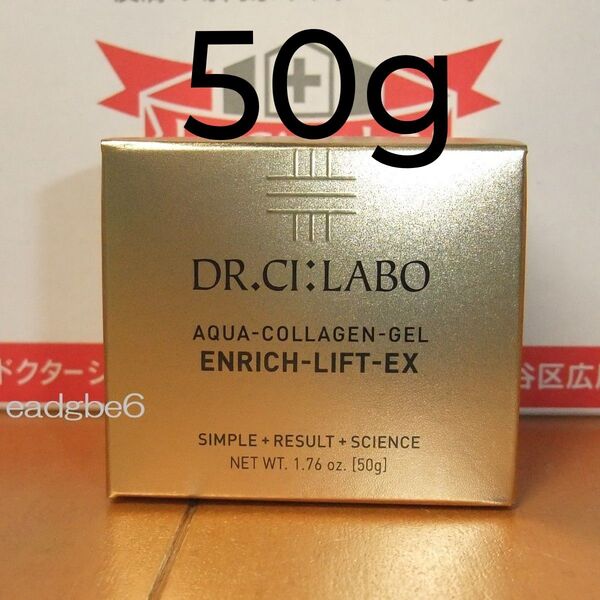 50g
DR.CI:LABO
AQUA-COLLAGEN-GEL
ENRICH-LIFT-EX
ドクターシ
谷区広尾
eadgbe6
SIMPLE+RESULT+SCIENCE
NET WT. 1.76 oz. [50g]